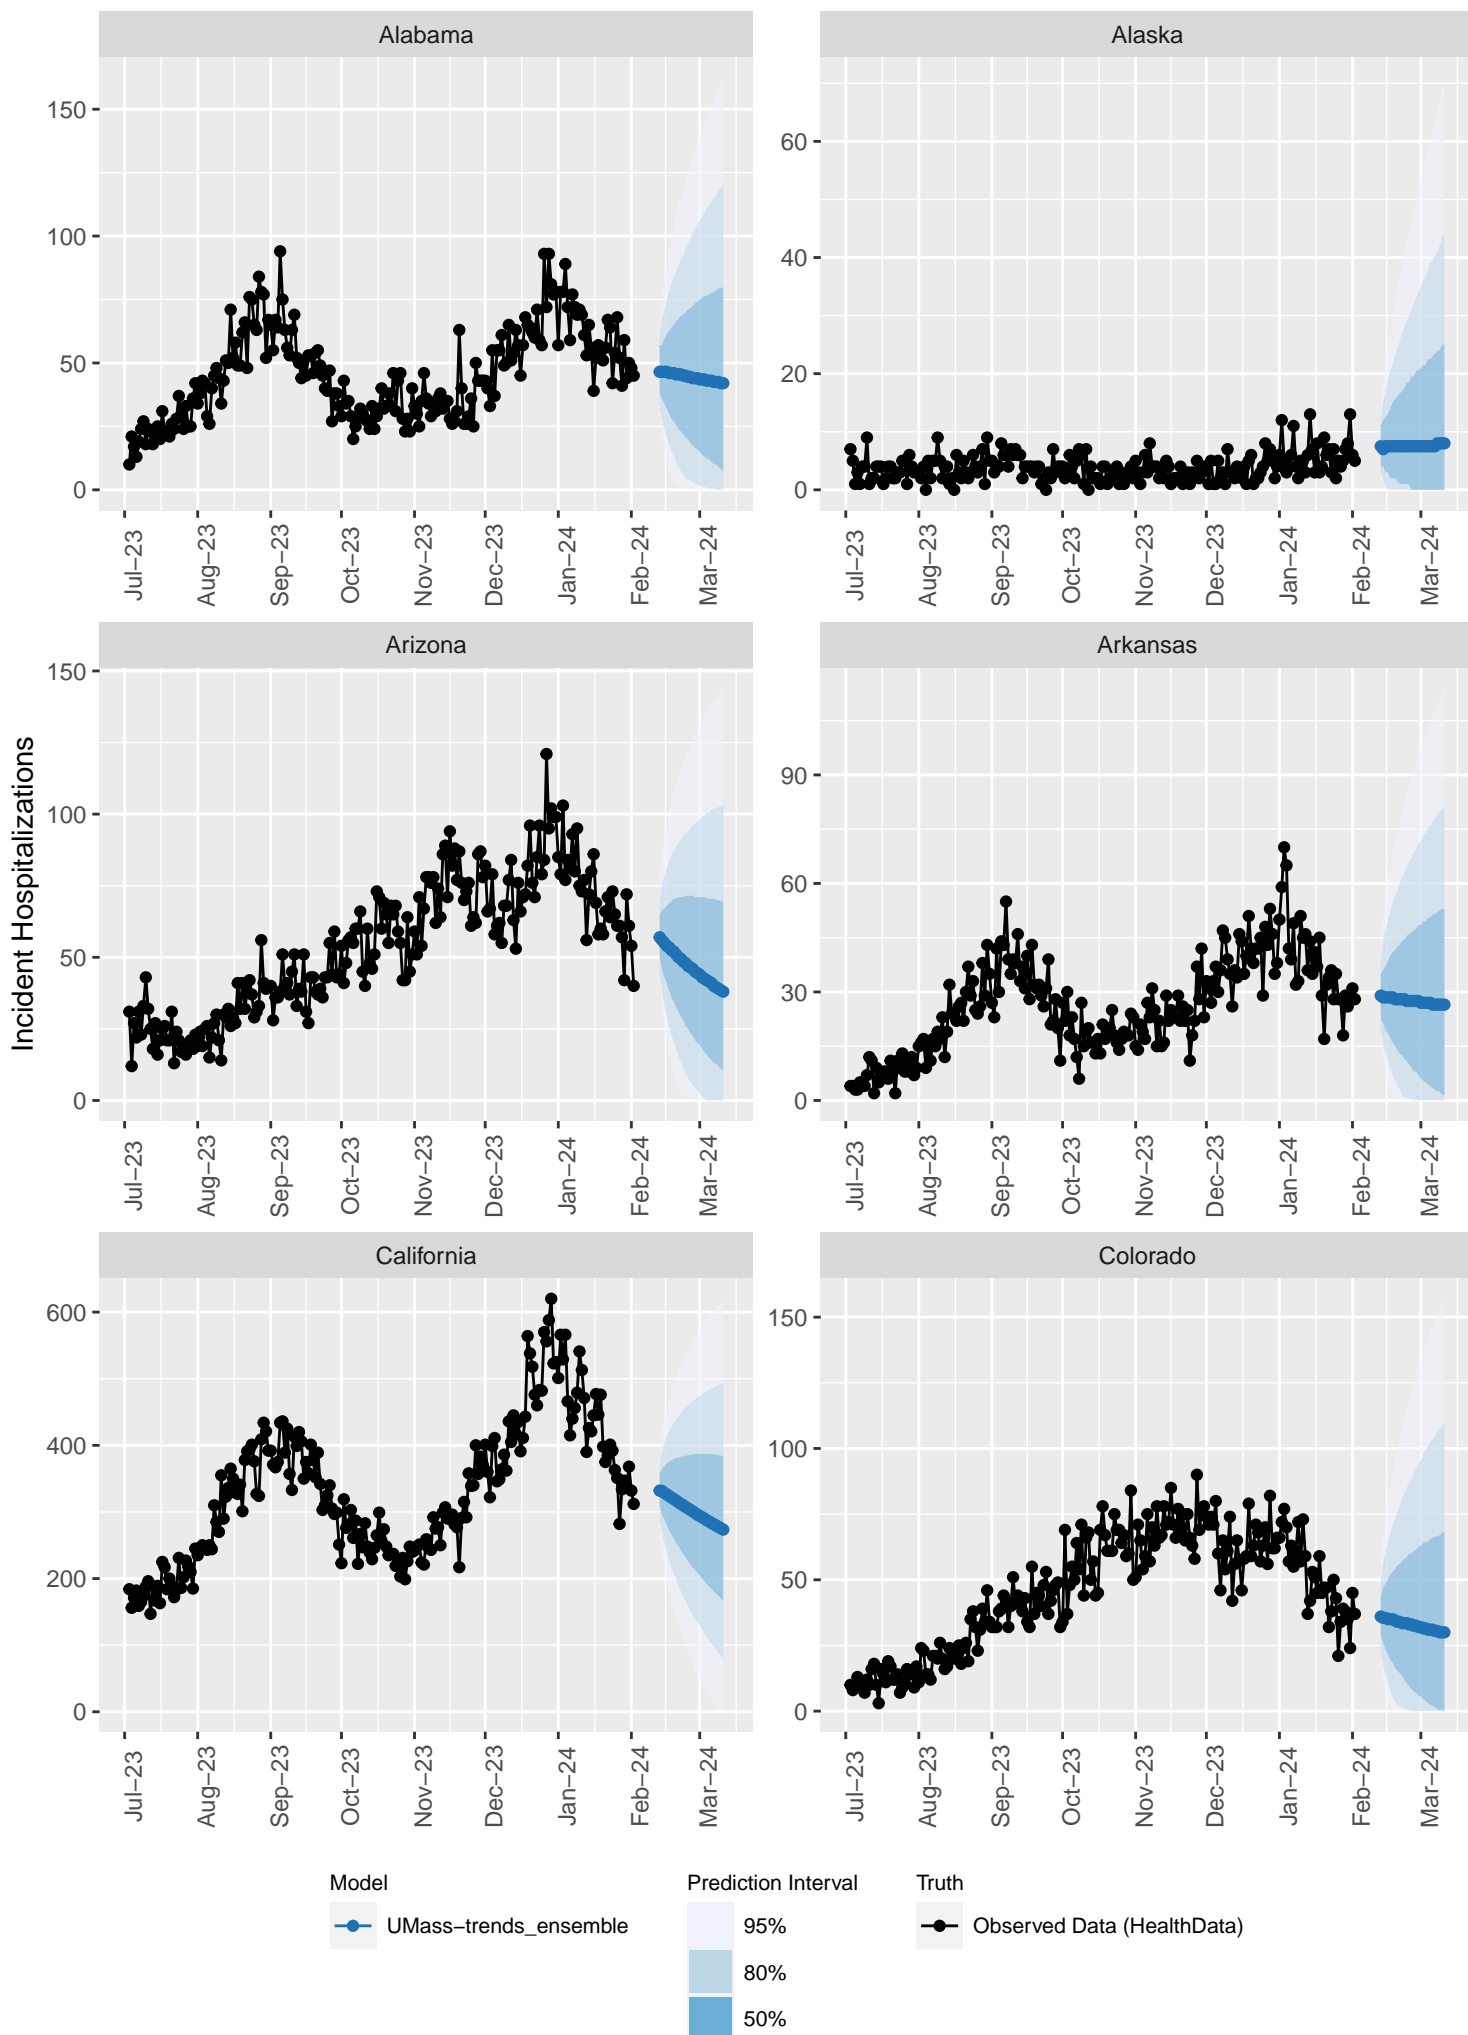 Alabama
Alaska
150
100
50
0
60
40
20
0
Jul−23
Aug−23
Sep−23
Oct−23
Nov−23
Dec−23
Jan−24
Feb−24
Mar−24
Jul−23
Aug−23
Sep−23
Oct−23
Nov−23
Dec−23
Jan−24
Feb−24
Mar−24
Incident Hospitalizations
Arizona
Arkansas
150
100
50
0
90
60
30
0
Jul−23
Aug−23
Sep−23
Oct−23
Nov−23
Dec−23
Jan−24
Feb−24
Mar−24
Jul−23
Aug−23
Sep−23
Oct−23
Nov−23
Dec−23
Jan−24
Feb−24
Mar−24
California
Colorado
600
400
200
0
150
100
50
0
Jul−23
Aug−23
Sep−23
Oct−23
Nov−23
Dec−23
Jan−24
Feb−24
Mar−24
Jul−23
Aug−23
Sep−23
Oct−23
Nov−23
Dec−23
Jan−24
Feb−24
Mar−24
Model
UMass−trends_ensemble
Prediction Interval
95%
80%
50%
Truth
Observed Data (HealthData)